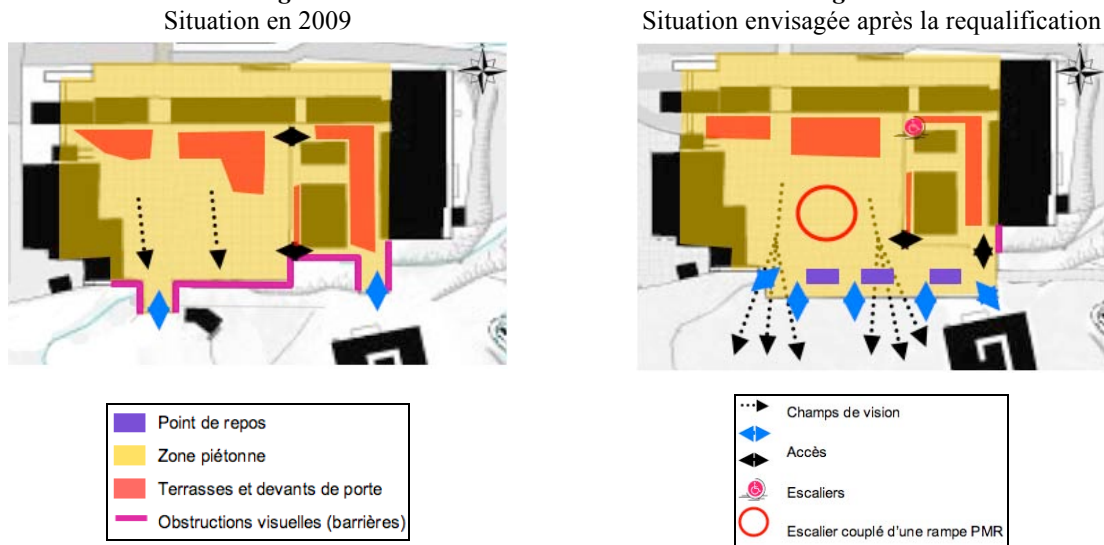 Situation en 2009
Situation envisagée après la requalification
Point de repos
Zone piétonne
Terrasses et devants de porte
Obstructions visuelles (barrières)
Champs de vision
Accès
Escaliers
Escalier couplé d'une rampe PMR